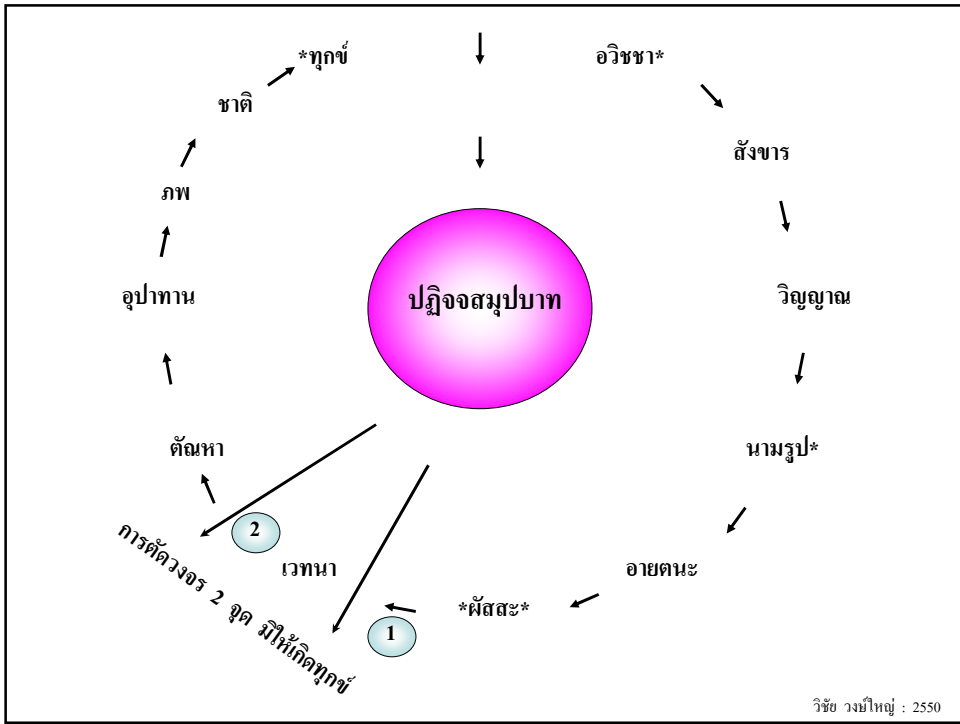 *ทุกข์
อวิชชา*
ชาติ
สังขาร
ภพ
อุปาทาน
ปฏิจจสมุปบาท
วิญญาณ
ตัณหา
นามรูป*
2
เวทนา
อายตนะ
*ผัสสะ*
1
การตัดวงจร 2 จุด มิให้เกิดทุกข์
วิชัย วงษ์ใหญ่ : 2550